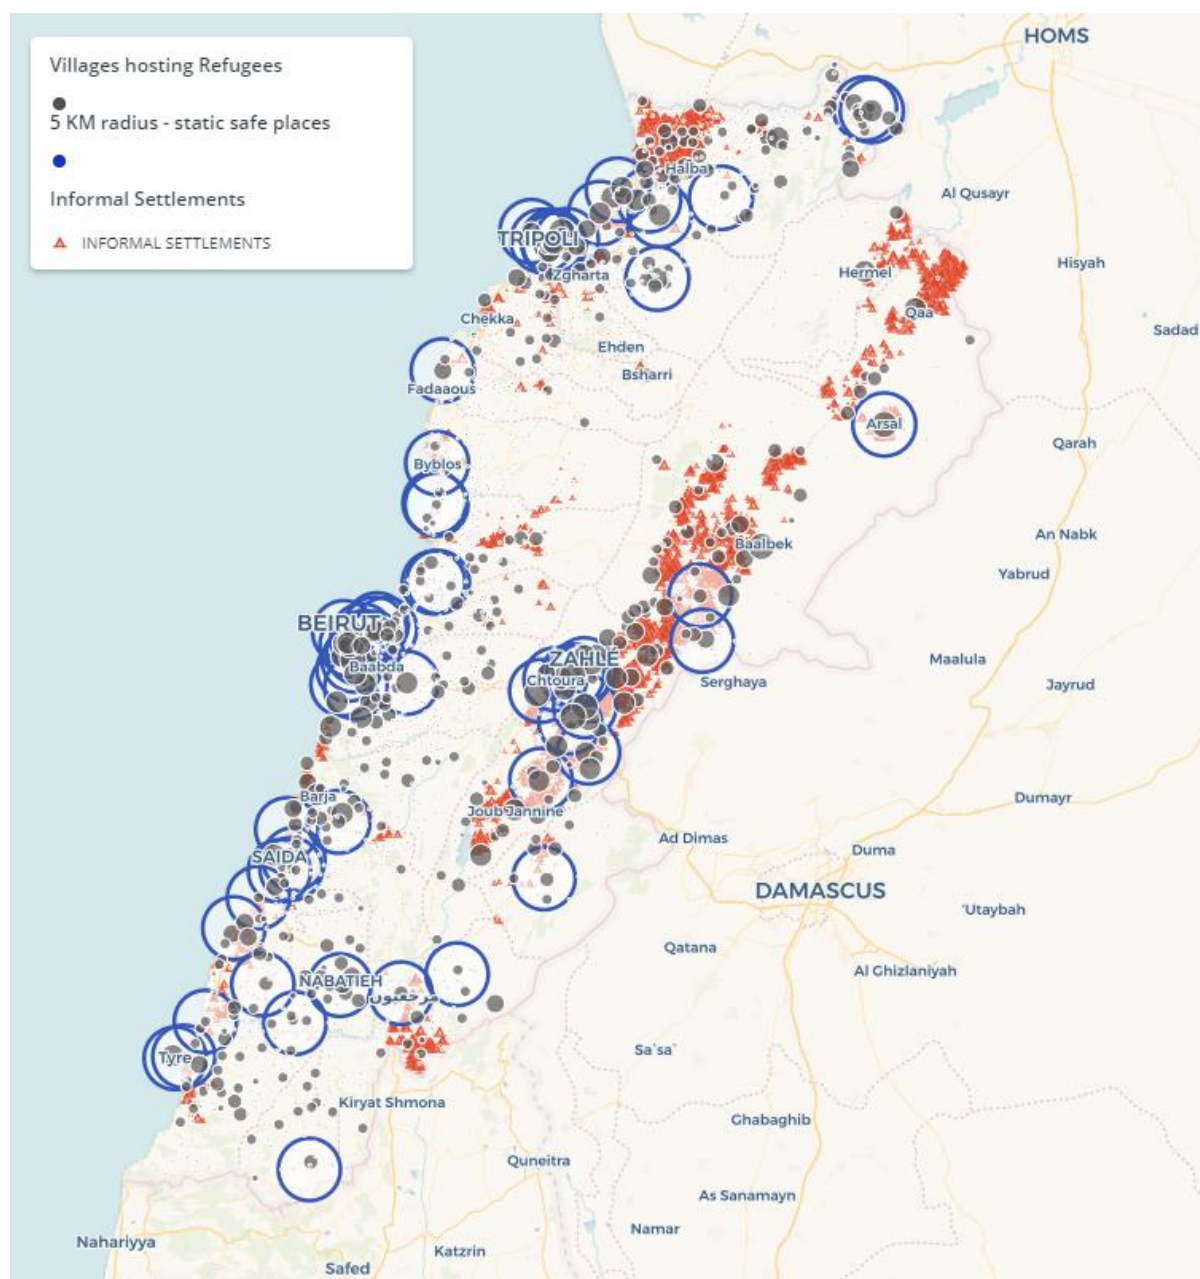 Villages hosting Refugees
5 KM radius - static safe places
Informal Settlements
INFORMAL SETTLEMENTS
HOMS
Halba
Al Qusayr
TRIPOLI
Zgharta
Hermel
Hisyah
Qaa
Chekka
Sadad
Ehden
Bsharri
Fadaaous
Arsal
Qarah
Byblos
An Nabk
Baalbek
Yabrud
BEIRUT
Baabda
ZAHLÉ
Chtoura
Maalula
Serghaya
Jayrud
Barja
Joub Jannine
Dumayr
Ad Dimas
Duma
SAIDA
DAMASCUS
'Utaybah
Qatana
Al Ghizlaniyah
NABATIEH
مرجعيون
Tyre
Sa`sa`
Kiryat Shmona
Ghabaghib
Quneitra
As Sanamayn
Nahariyya
Namar
Katzrin
Safed